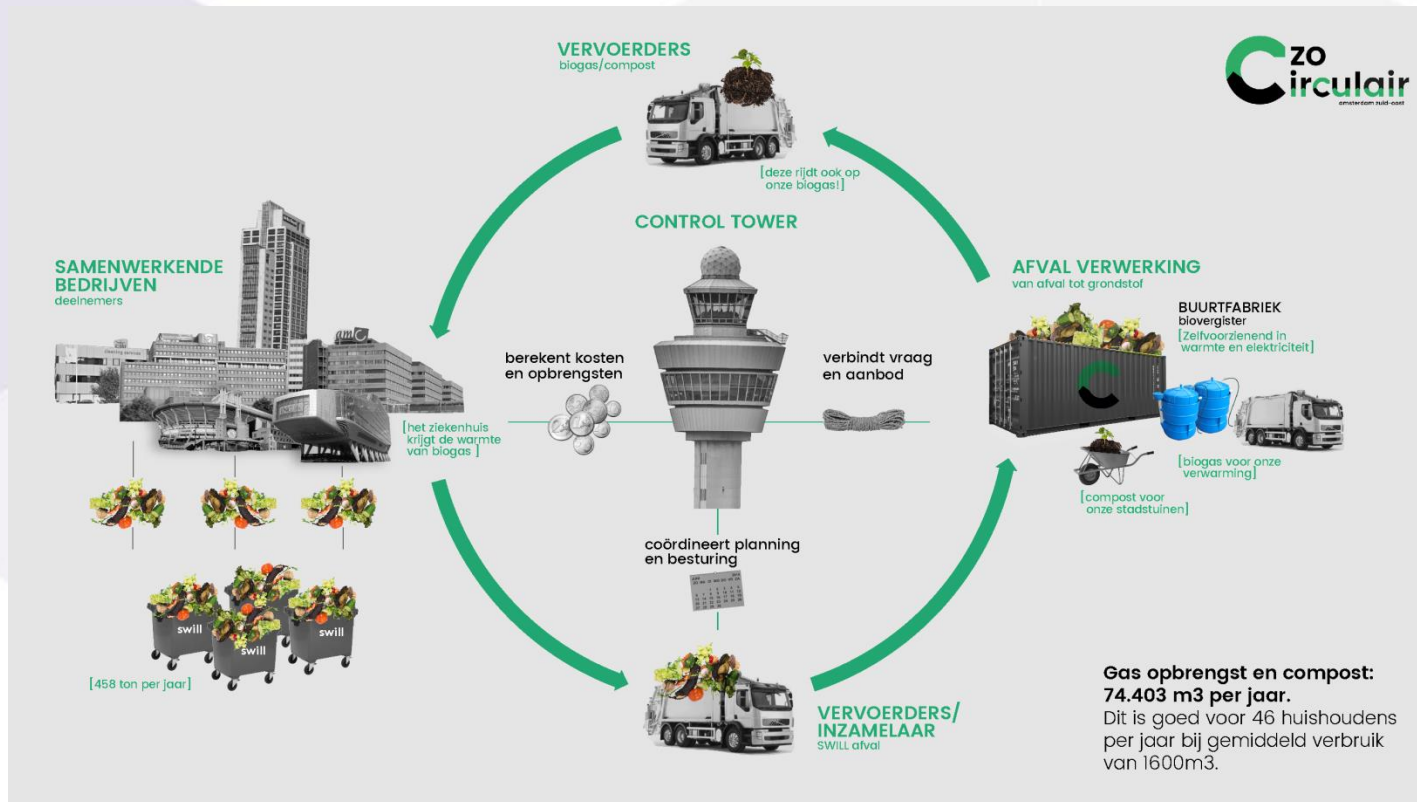 VERVOERDERS
biogas/compost
zo
Circulair
amsterdam zuid-oost
[deze rijdt ook op
onze biogas!]
CONTROL TOWER
SAMENWERKENDE
BEDRIJVEN
deelnemers
amc
AFVAL VERWERKING
van afval tot grondstof
BUURTFABRIEK
biovergister
[Zelfvoorzienend in
warmte en elektriciteit]
berekent kosten
en opbrengsten
verbindt vraag
en aanbod
[het ziekenhuis
krijgt de warmte
van biogas ]
[biogas voor onze
verwarming]
[compost voor
onze stadstuinen]
coördineert planning
en besturing
swill
swill
swill
[458 ton per jaar]
VERVOERDERS/
INZAMELAAR
SWILL afval
Gas opbrengst en compost:
74.403 m3 per jaar.
Dit is goed voor 46 huishoudens
per jaar bij gemiddeld verbruik
van 1600m3.